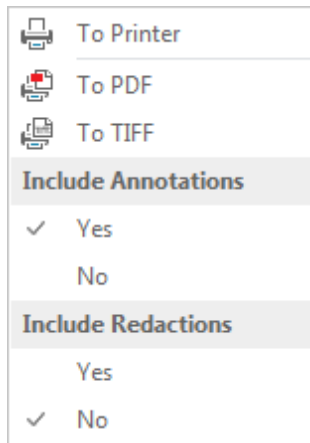 To Printer
To PDF
To TIFF
Include Annotations
Yes
No
Include Redactions
Yes
No